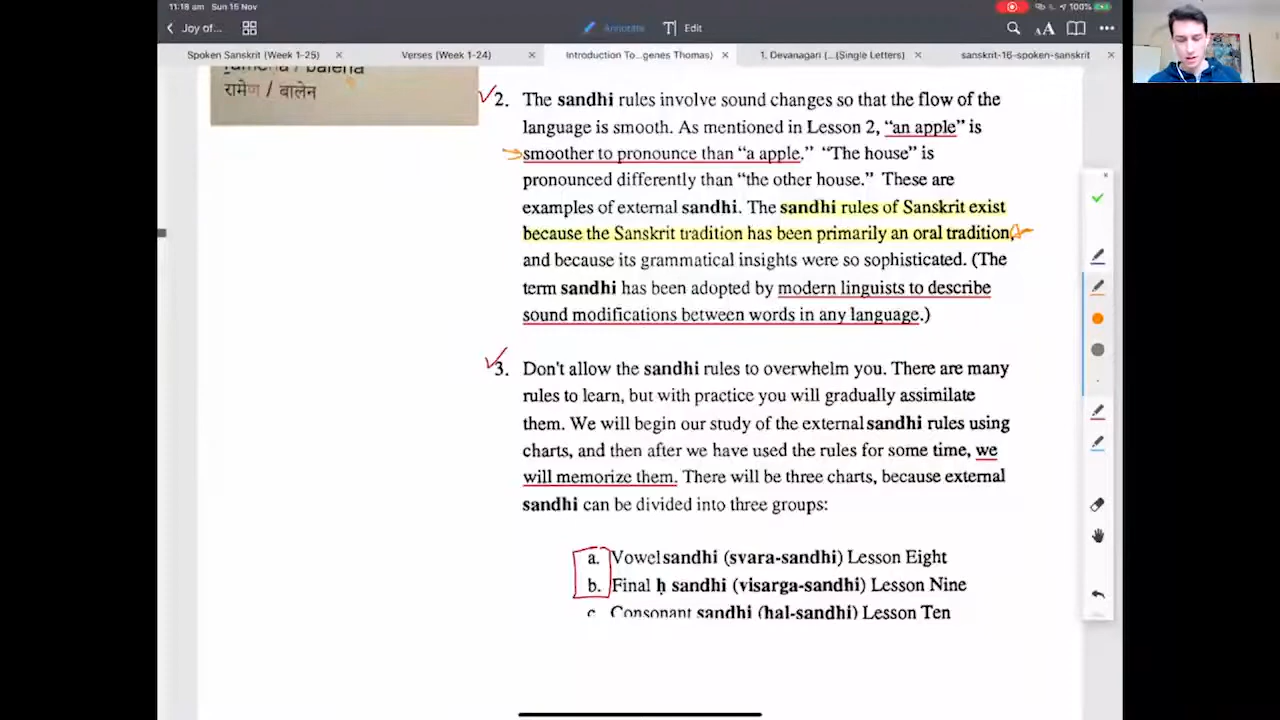 11:18 am Sun 15 Nov
100%
Joy of...
Annotate
Edit
AA
Spoken Sanskrit (Week 1-25)
Verses (Week 1-24)
Introduction To...genes Thomas)
1. Devanagari (...(Single Letters)
sanskrit-16-spoken-sanskrit
rāmeṇa / bālena
रामेण / बालेन
2. The sandhi rules involve sound changes so that the flow of the
language is smooth. As mentioned in Lesson 2, “an apple” is
smoother to pronounce than “a apple.” “The house” is
pronounced differently than “the other house.” These are
examples of external sandhi. The sandhi rules of Sanskrit exist
because the Sanskrit tradition has been primarily an oral tradition,
and because its grammatical insights were so sophisticated. (The
term sandhi has been adopted by modern linguists to describe
sound modifications between words in any language.)
3. Don't allow the sandhi rules to overwhelm you. There are many
rules to learn, but with practice you will gradually assimilate
them. We will begin our study of the external sandhi rules using
charts, and then after we have used the rules for some time, we
will memorize them. There will be three charts, because external
sandhi can be divided into three groups:
a. Vowel sandhi (svara-sandhi) Lesson Eight
b. Final ḥ sandhi (visarga-sandhi) Lesson Nine
c. Consonant sandhi (hal-sandhi) Lesson Ten